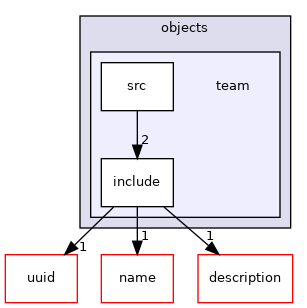 objects
src
team
2
include
1
1
1
uuid
name
description